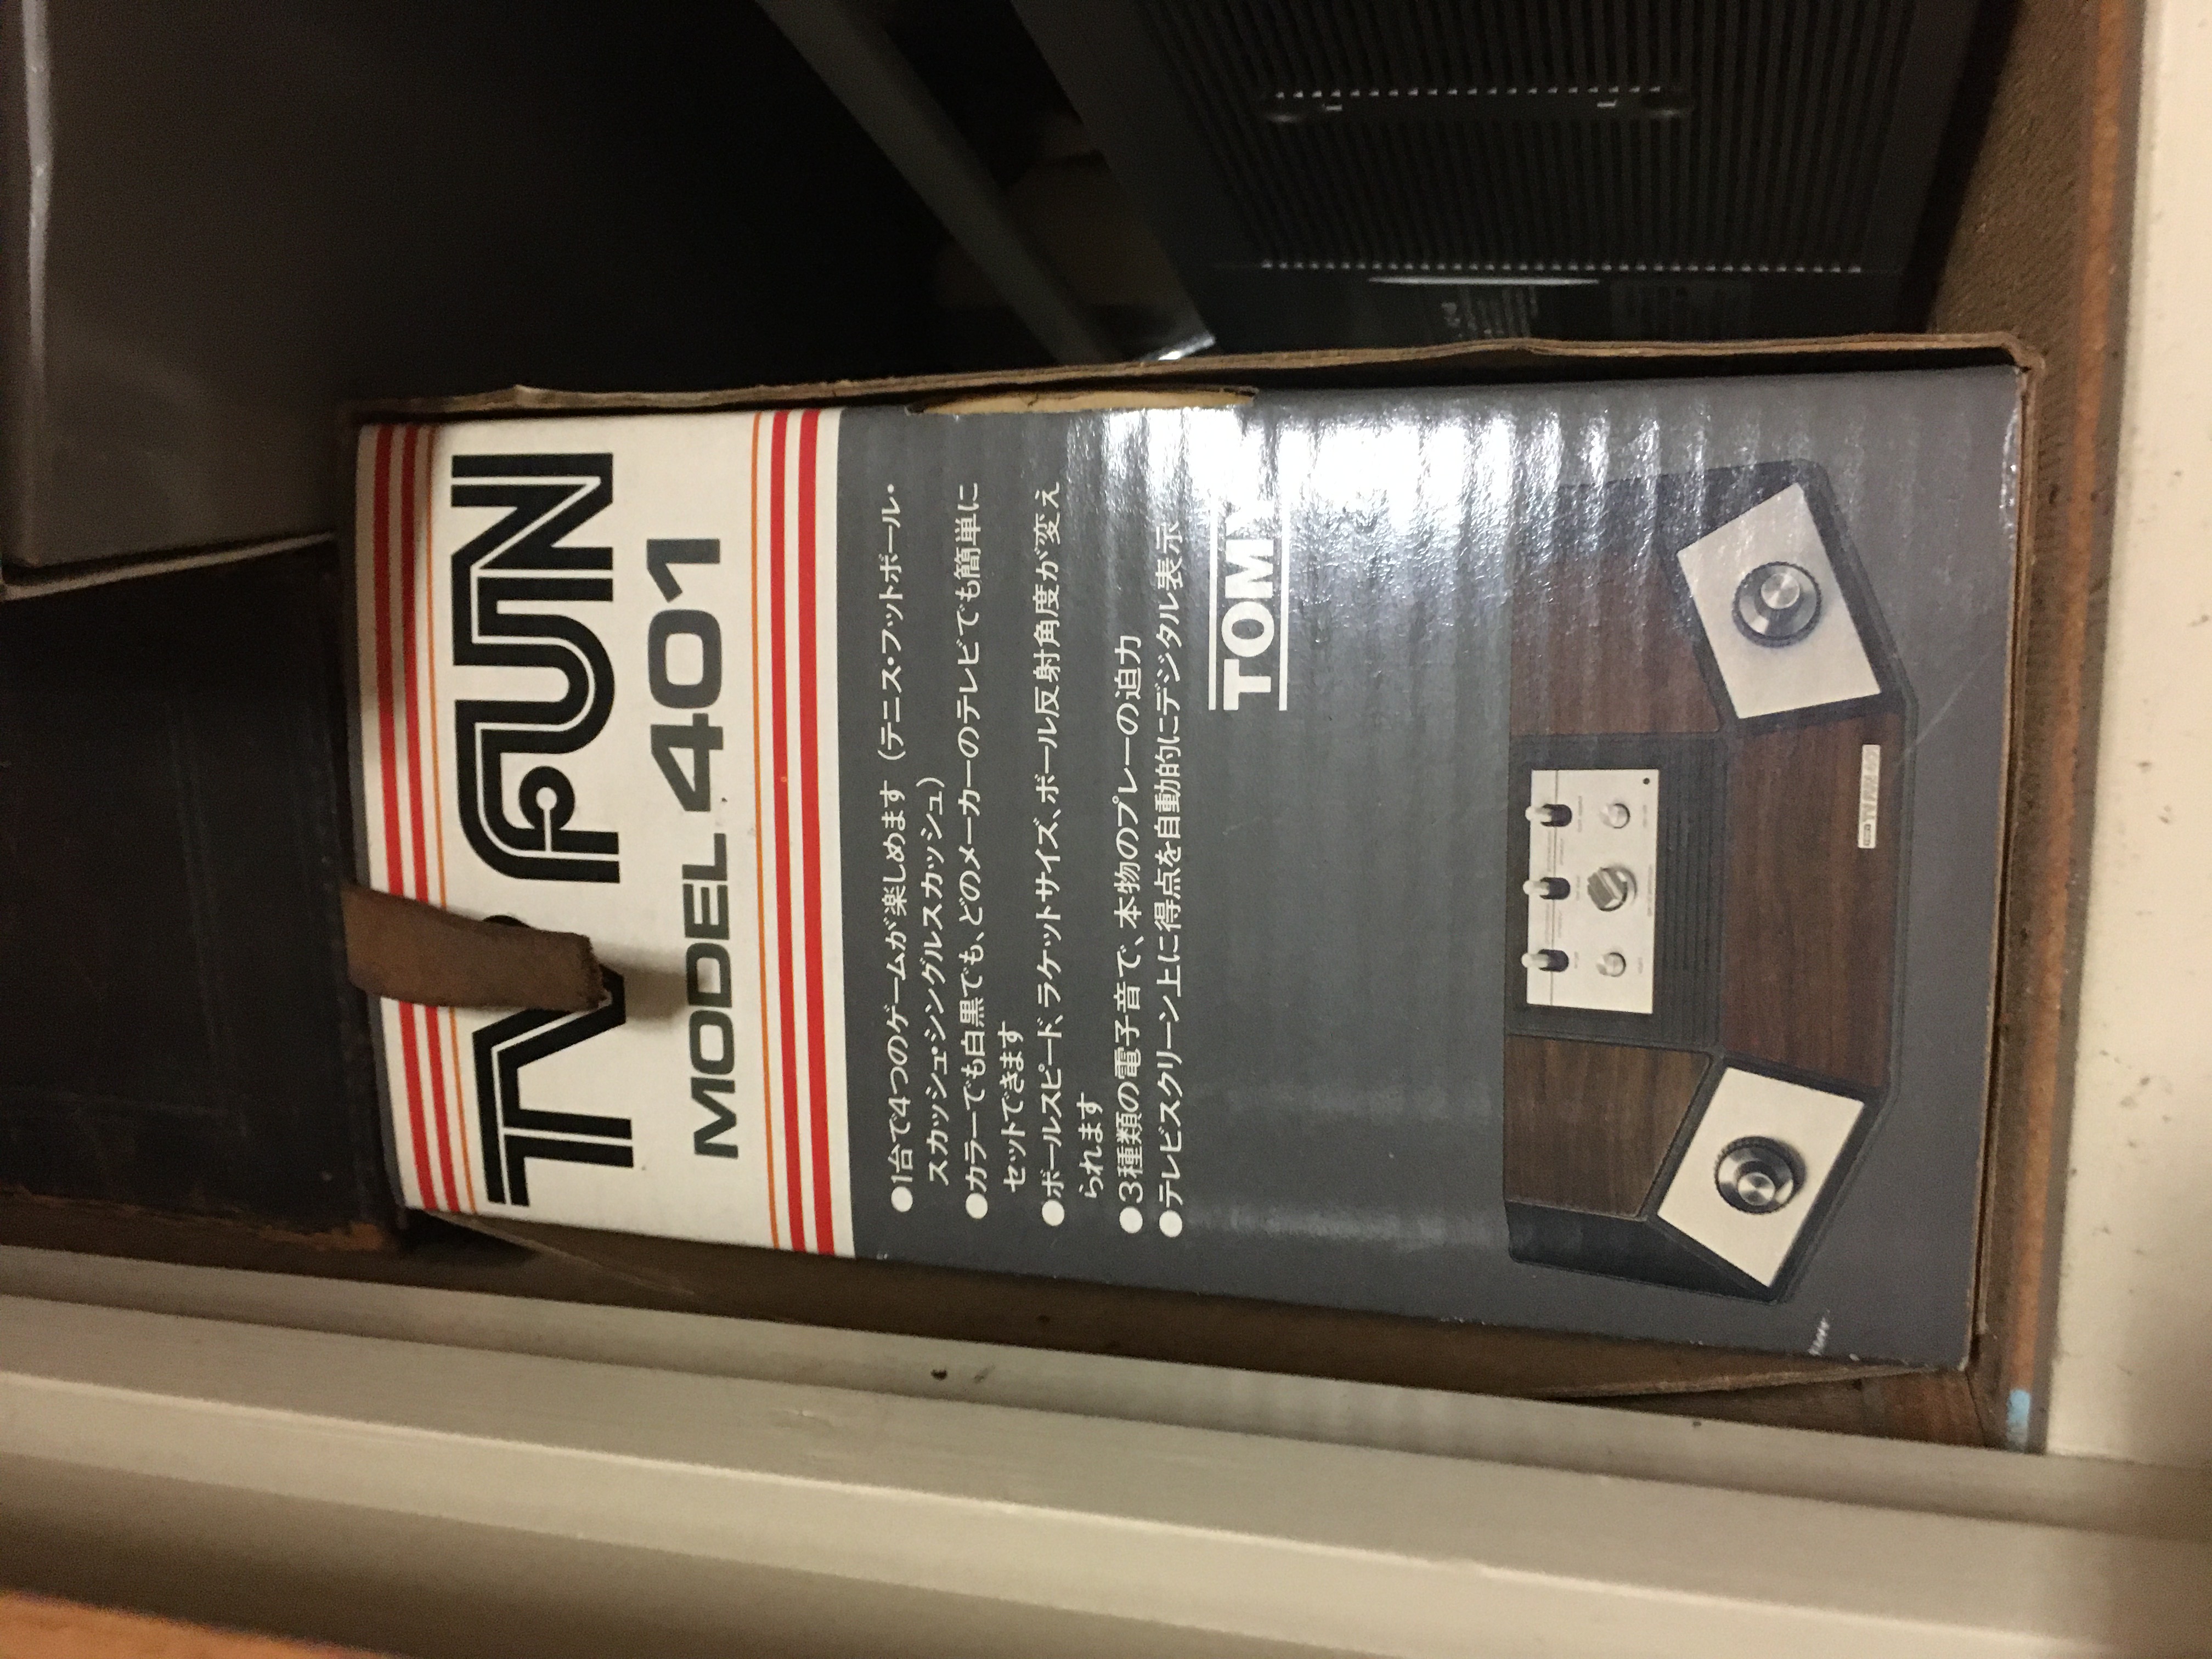 TV FUN
MODEL 401
●1台で4つのゲームが楽しめます（テニス・フットボール・
スカッシュ・シングルスカッシュ）
●カラーでも白黒でも、どのメーカーのテレビでも簡単に
セットできます
●ボールスピード、ラケットサイズ、ボール反射角度が変え
られます
●3種類の電子音で、本物のプレーの迫力
●テレビスクリーン上に得点を自動的にデジタル表示
TOMY
TV FUN 401